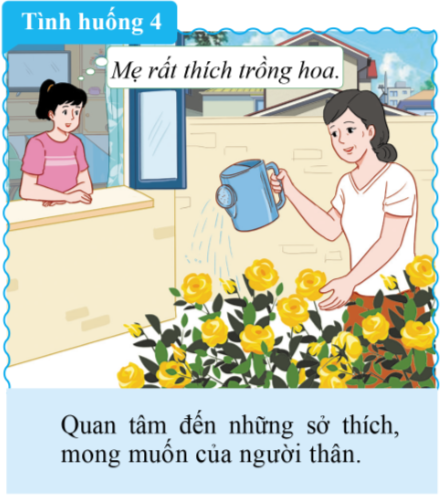 Tình huống 4
Mẹ rất thích trồng hoa.
Quan tâm đến những sở thích,
mong muốn của người thân.